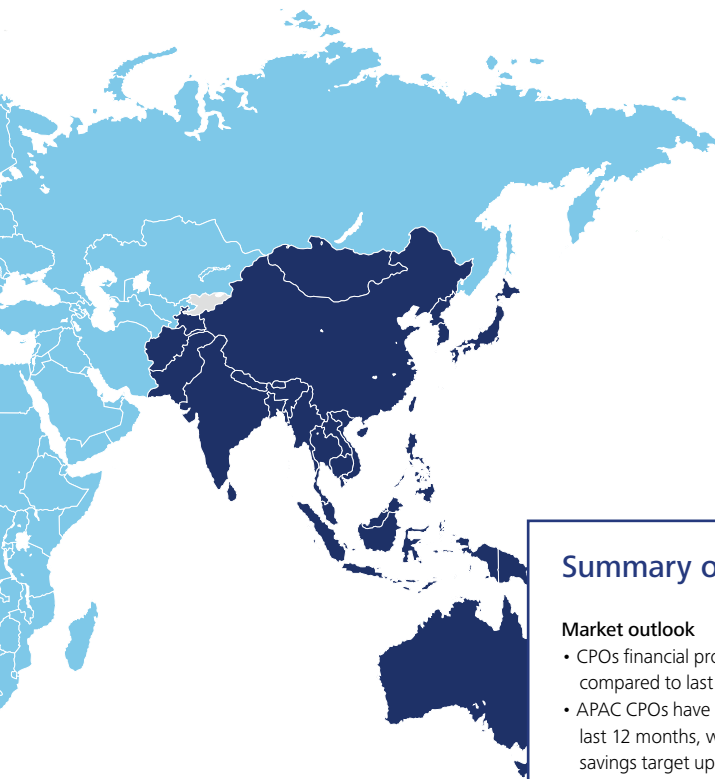 Summary o
Market outlook
• CPOs financial pro
compared to last
• APAC CPOs have
last 12 months, w
savings target up